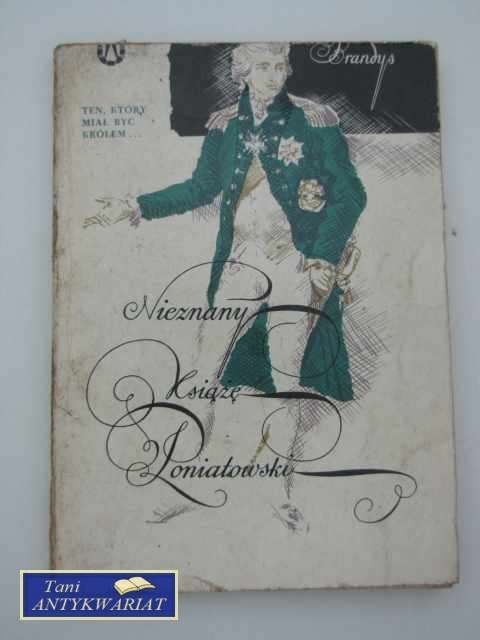 Brandys
TEN, KTÓRY
MIAŁ BYĆ
KRÓLEM...
Nieznany
Książę
Poniatowski
Tani
ANTYKWARIAT